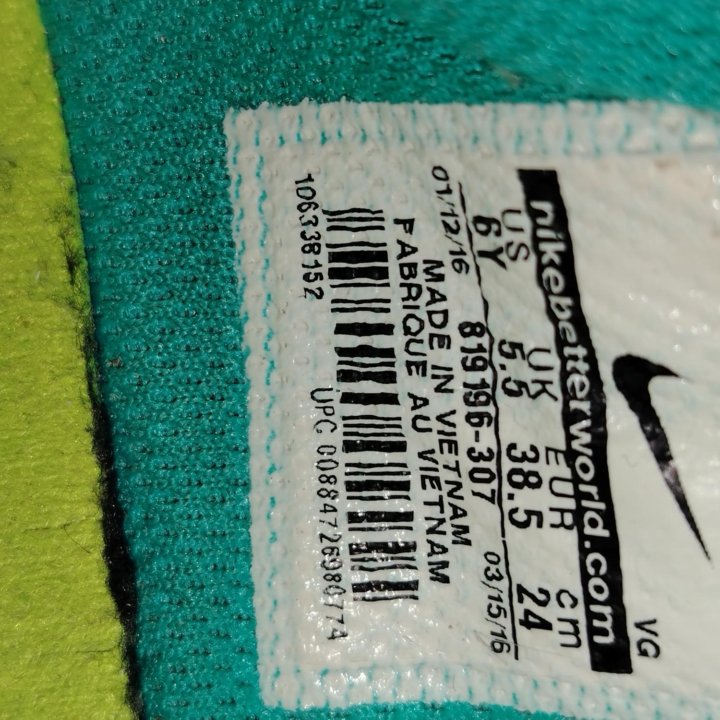 VG
nikebetterworld.com
US UK EUR cm
6Y 5.5 38.5 24
01/12/16 819196-307 03/15/16
MADE IN VIETNAM
FABRIQUE AU VIETNAM
106338152 UPC 00884726080774